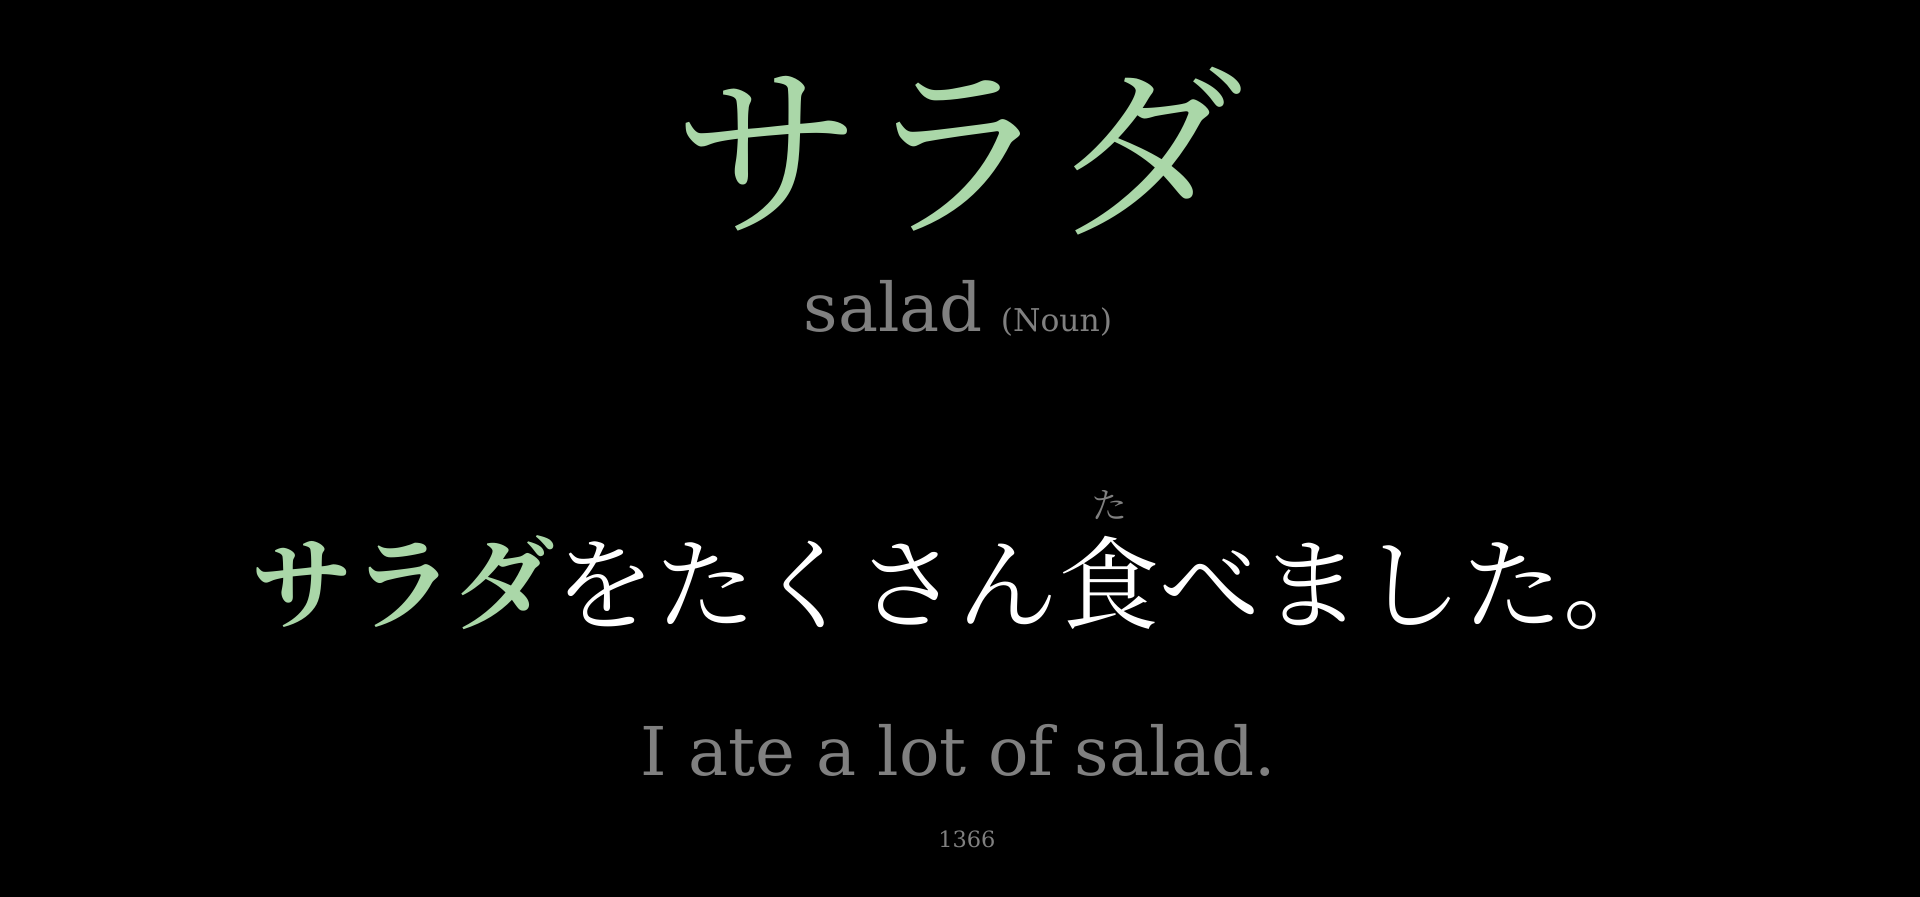 サラダ
salad (Noun)
た
サラダをたくさん食べました。
I ate a lot of salad.
1366